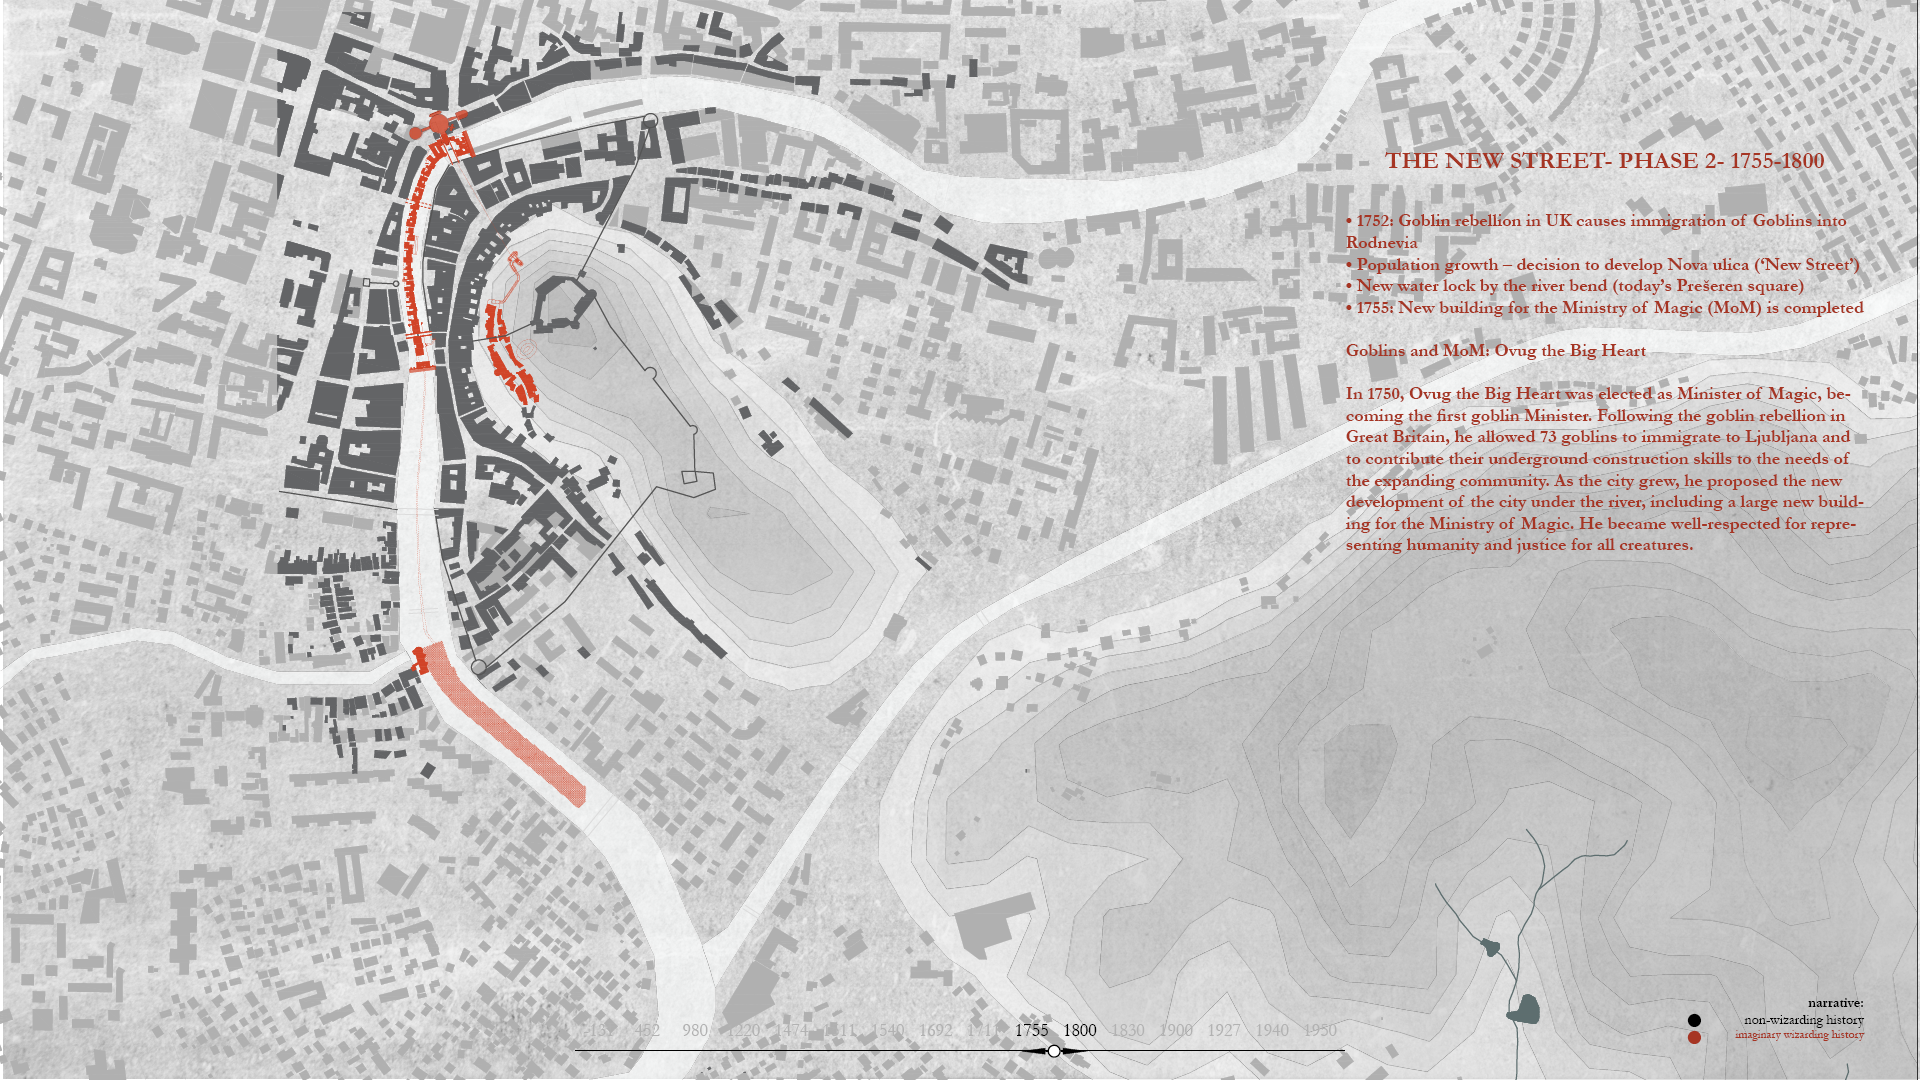 THE NEW STREET- PHASE 2- 1755-1800
• 1752: Goblin rebellion in UK causes immigration of Goblins into
Rodnevia
• Population growth – decision to develop Nova ulica (‘New Street’)
• New water lock by the river bend (today's Prešeren square)
• 1755: New building for the Ministry of Magic (MoM) is completed
Goblins and MoM: Ovug the Big Heart
In 1750, Ovug the Big Heart was elected as Minister of Magic, be-
coming the first goblin Minister. Following the goblin rebellion in
Great Britain, he allowed 73 goblins to immigrate to Ljubljana and
to contribute their underground construction skills to the needs of
the expanding community. As the city grew, he proposed the new
development of the city under the river, including a large new build-
ing for the Ministry of Magic. He became well-respected for repre-
senting humanity and justice for all creatures.
narrative:
non-wizarding history
imaginary wizarding history
452 980 1220 1474 1511 1540 1692 1755 1800 1830 1900 1927 1940 1950